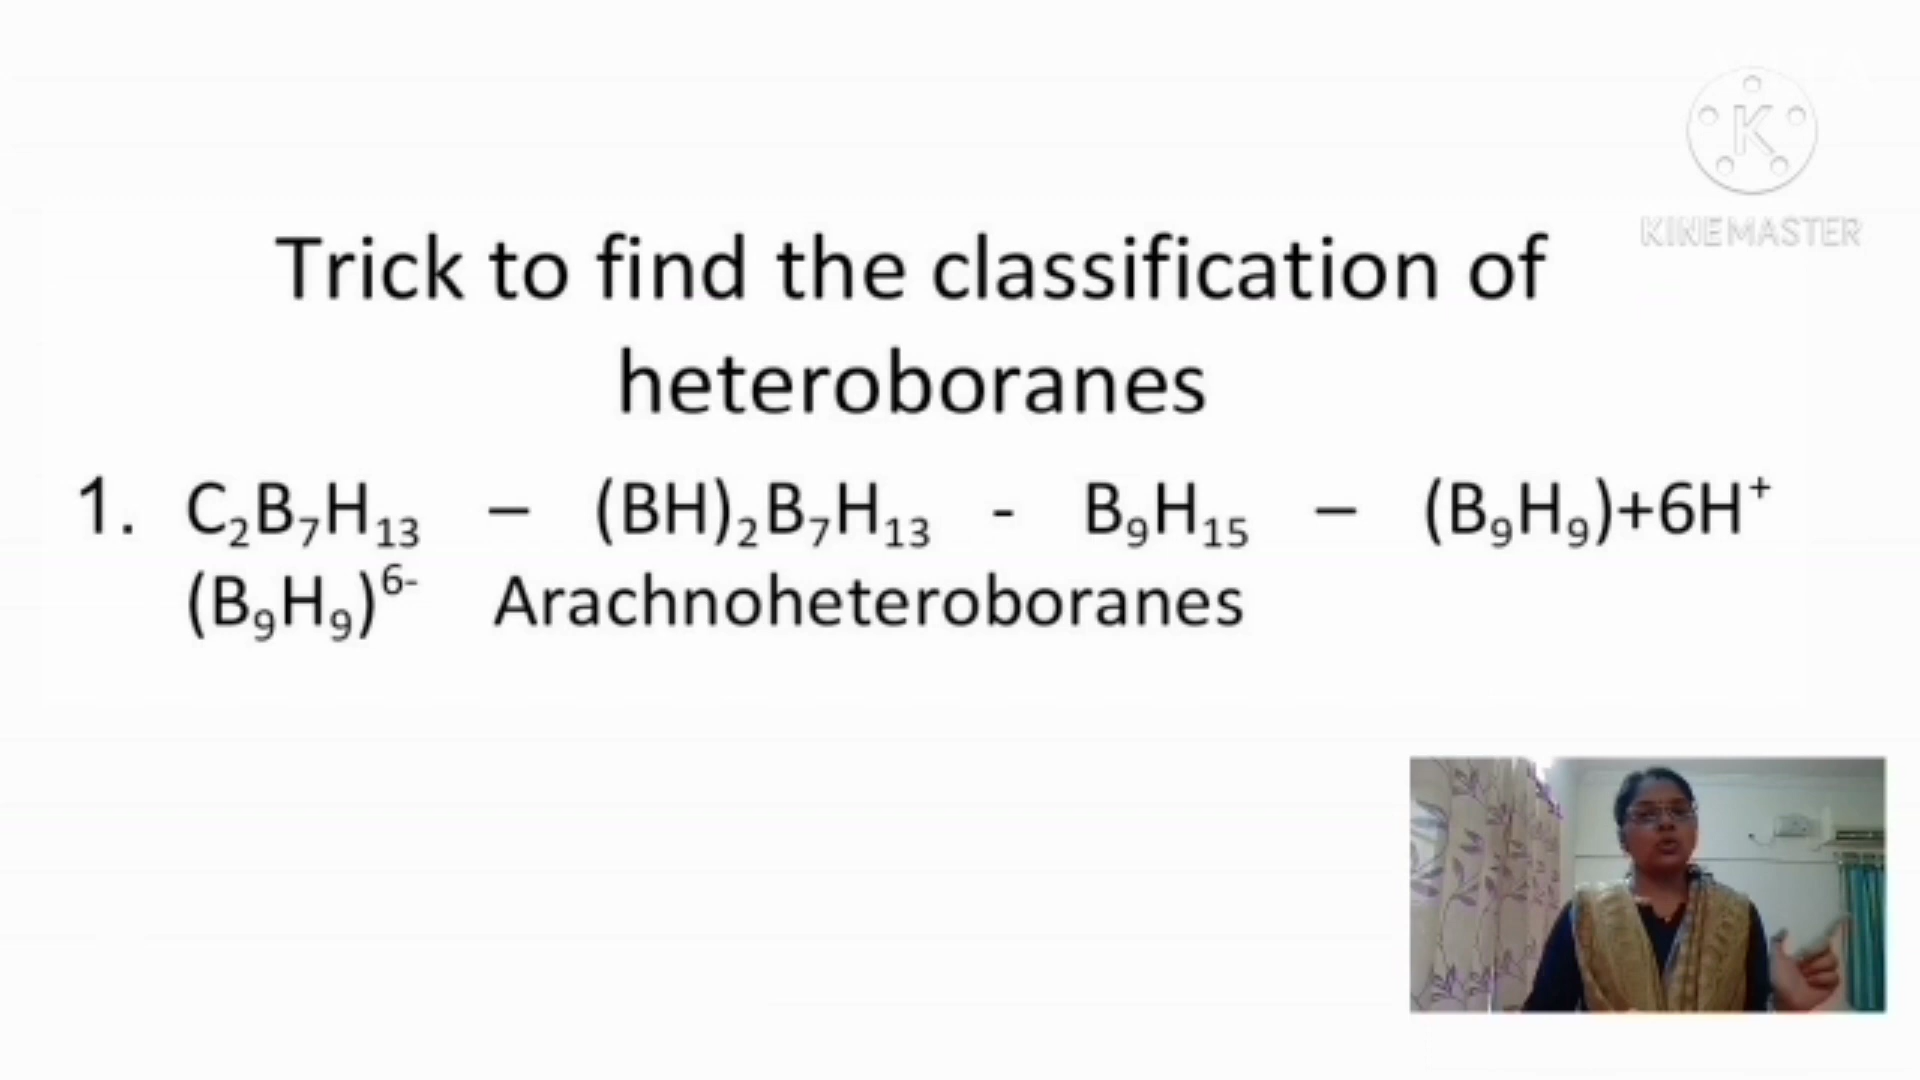 K
KINEMASTER
Trick to find the classification of
heteroboranes
1. C₂B₇H₁₃ – (BH)₂B₇H₁₃ - B₉H₁₅ – (B₉H₉)+6H⁺
(B₉H₉)⁶⁻ Arachnoheteroboranes